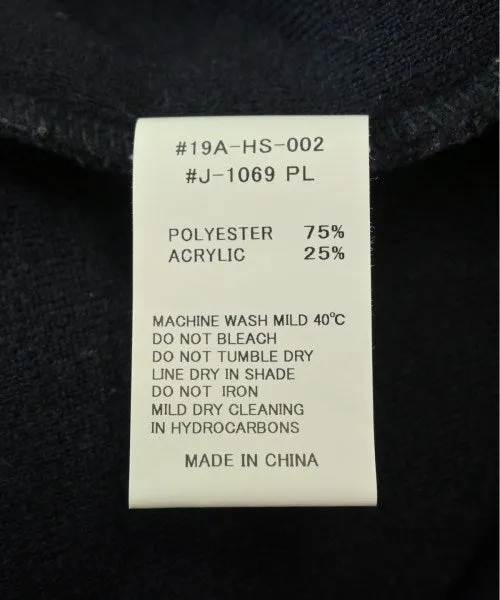 #19A-HS-002
#J-1069 PL
POLYESTER 75%
ACRYLIC 25%
MACHINE WASH MILD 40℃
DO NOT BLEACH
DO NOT TUMBLE DRY
LINE DRY IN SHADE
DO NOT IRON
MILD DRY CLEANING
IN HYDROCARBONS
MADE IN CHINA